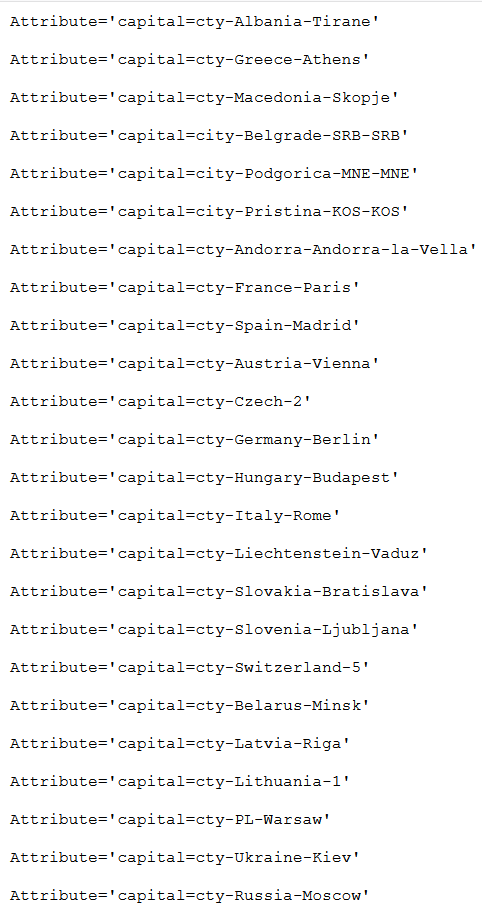 Attribute='capital=cty-Albania-Tirane'
Attribute='capital=cty-Greece-Athens'
Attribute='capital=cty-Macedonia-Skopje'
Attribute='capital=city-Belgrade-SRB-SRB'
Attribute='capital=city-Podgorica-MNE-MNE'
Attribute='capital=city-Pristina-KOS-KOS'
Attribute='capital=cty-Andorra-Andorra-la-Vella'
Attribute='capital=cty-France-Paris'
Attribute='capital=cty-Spain-Madrid'
Attribute='capital=cty-Austria-Vienna'
Attribute='capital=cty-Czech-2'
Attribute='capital=cty-Germany-Berlin'
Attribute='capital=cty-Hungary-Budapest'
Attribute='capital=cty-Italy-Rome'
Attribute='capital=cty-Liechtenstein-Vaduz'
Attribute='capital=cty-Slovakia-Bratislava'
Attribute='capital=cty-Slovenia-Ljubljana'
Attribute='capital=cty-Switzerland-5'
Attribute='capital=cty-Belarus-Minsk'
Attribute='capital=cty-Latvia-Riga'
Attribute='capital=cty-Lithuania-1'
Attribute='capital=cty-PL-Warsaw'
Attribute='capital=cty-Ukraine-Kiev'
Attribute='capital=cty-Russia-Moscow'